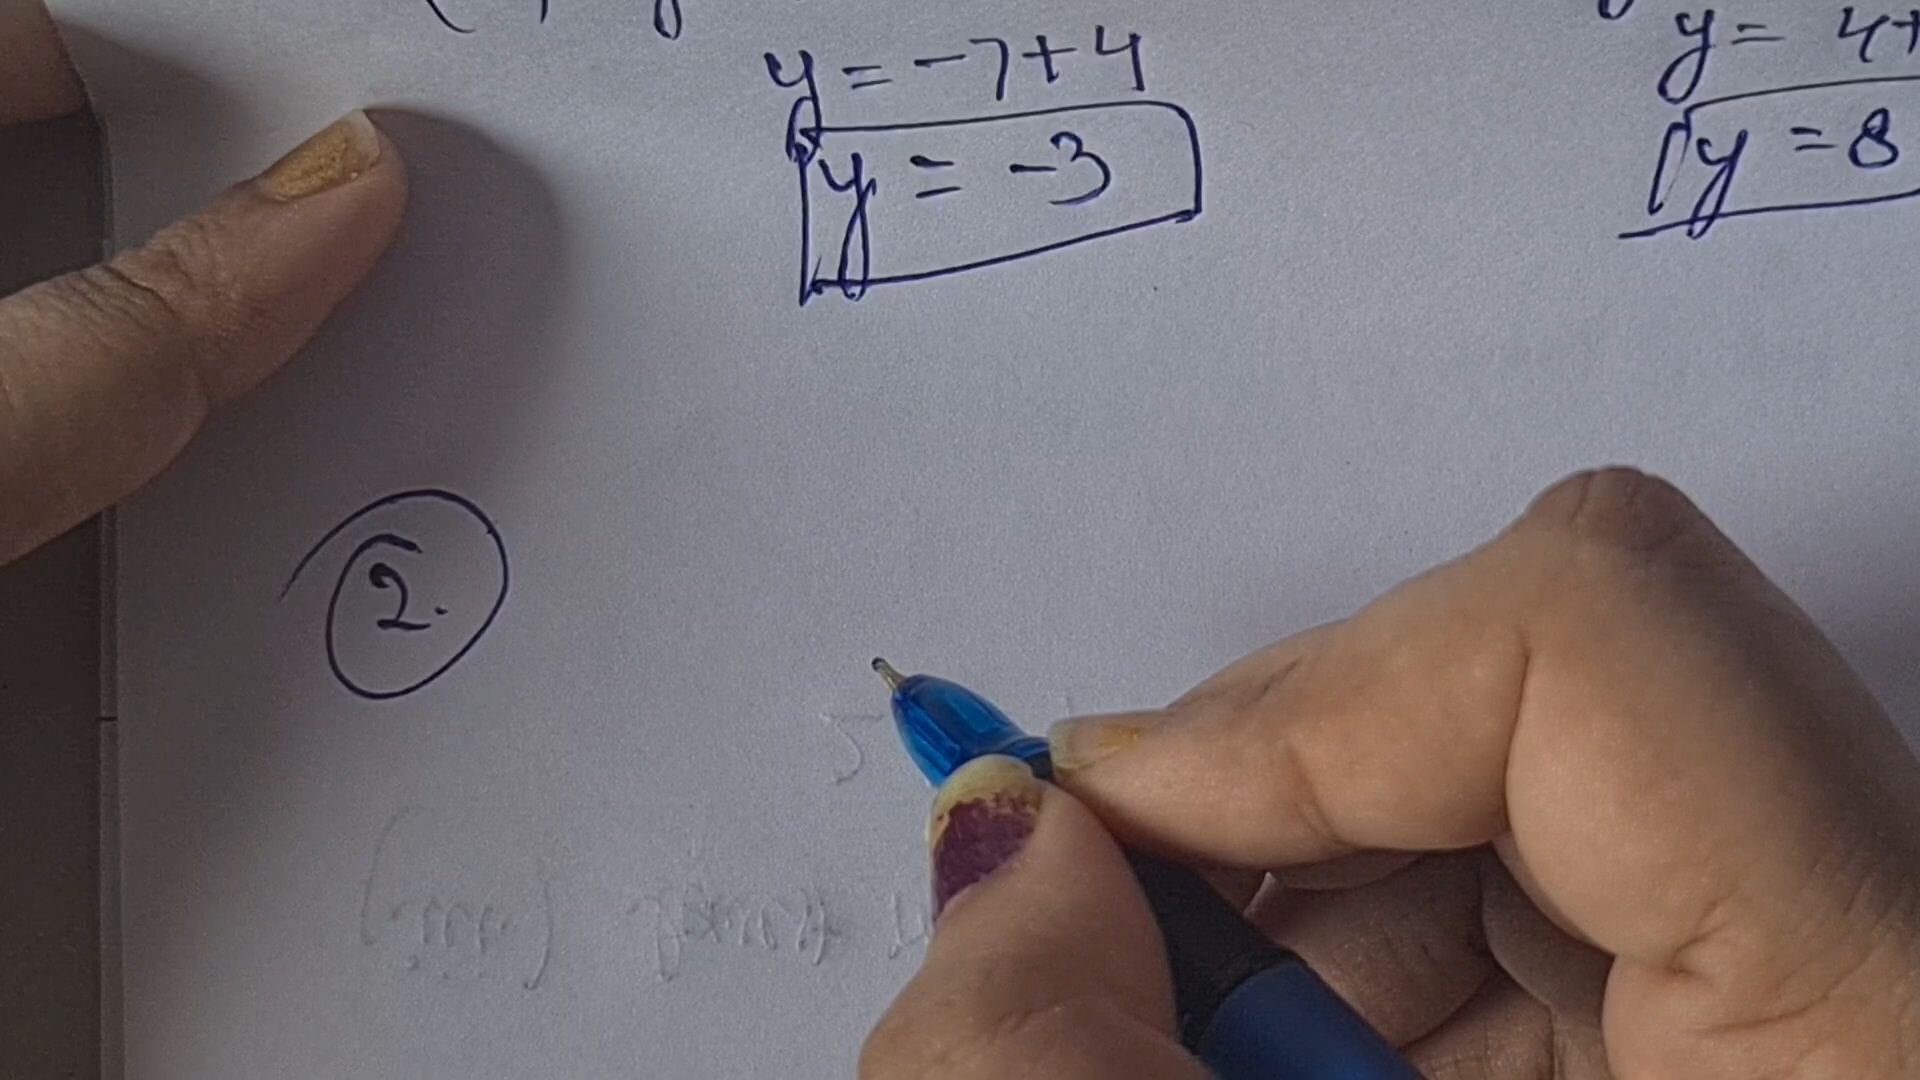 y = -7+4
y = -3
y = 4+
y = 8
2.